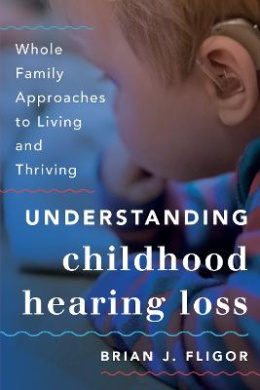 Whole
Family
Approaches
to Living
and
Thriving
UNDERSTANDING
childhood
hearing loss
BRIAN J. FLIGOR